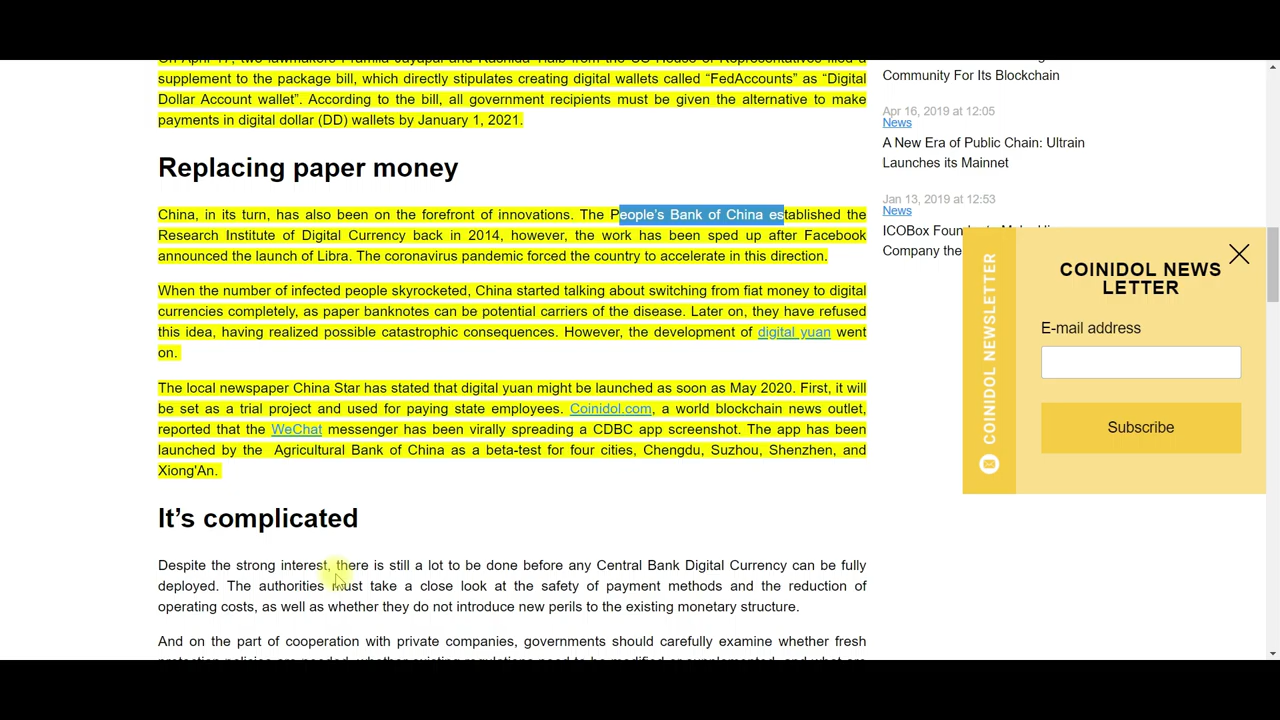 supplement to the package bill, which directly stipulates creating digital wallets called “FedAccounts” as “Digital
Dollar Account wallet”. According to the bill, all government recipients must be given the alternative to make
payments in digital dollar (DD) wallets by January 1, 2021.
Replacing paper money
China, in its turn, has also been on the forefront of innovations. The People’s Bank of China established the
Research Institute of Digital Currency back in 2014, however, the work has been sped up after Facebook
announced the launch of Libra. The coronavirus pandemic forced the country to accelerate in this direction.
When the number of infected people skyrocketed, China started talking about switching from fiat money to digital
currencies completely, as paper banknotes can be potential carriers of the disease. Later on, they have refused
this idea, having realized possible catastrophic consequences. However, the development of digital yuan went
on.
The local newspaper China Star has stated that digital yuan might be launched as soon as May 2020. First, it will
be set as a trial project and used for paying state employees. Coinidol.com, a world blockchain news outlet,
reported that the WeChat messenger has been virally spreading a CDBC app screenshot. The app has been
launched by the Agricultural Bank of China as a beta-test for four cities, Chengdu, Suzhou, Shenzhen, and
Xiong'An.
It’s complicated
Despite the strong interest, there is still a lot to be done before any Central Bank Digital Currency can be fully
deployed. The authorities must take a close look at the safety of payment methods and the reduction of
operating costs, as well as whether they do not introduce new perils to the existing monetary structure.
And on the part of cooperation with private companies, governments should carefully examine whether fresh
Community For Its Blockchain
Apr 16, 2019 at 12:05
News
A New Era of Public Chain: Ultrain
Launches its Mainnet
Jan 13, 2019 at 12:53
News
ICOBox
Company the
COINIDOL NEWSLETTER
COINIDOL NEWS
LETTER
E-mail address
Subscribe